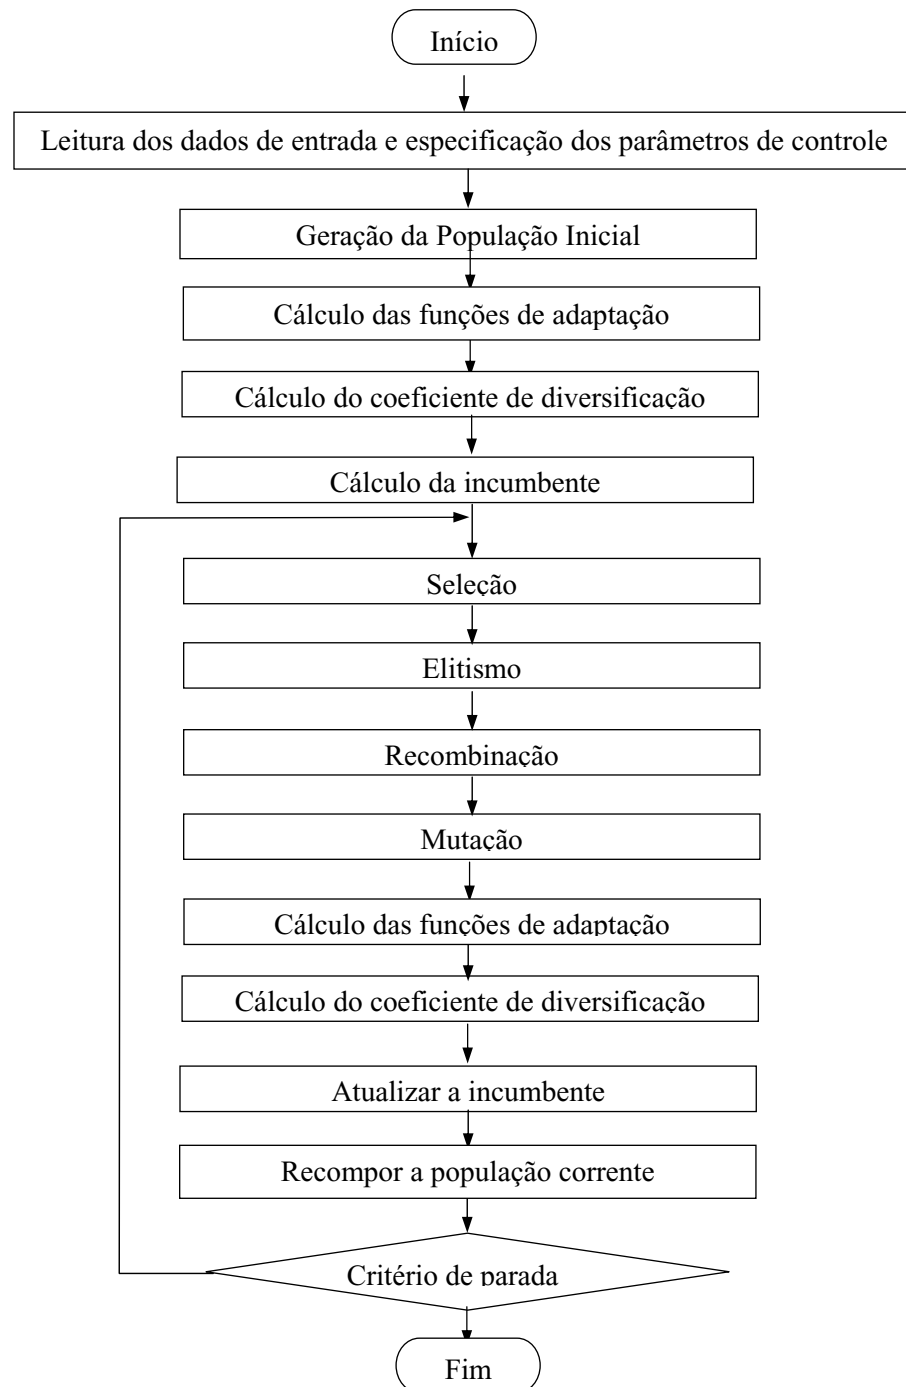 Início
Leitura dos dados de entrada e especificação dos parâmetros de controle
Geração da População Inicial
Cálculo das funções de adaptação
Cálculo do coeficiente de diversificação
Cálculo da incumbente
Seleção
Elitismo
Recombinação
Mutação
Cálculo das funções de adaptação
Cálculo do coeficiente de diversificação
Atualizar a incumbente
Recompor a população corrente
Critério de parada
Fim